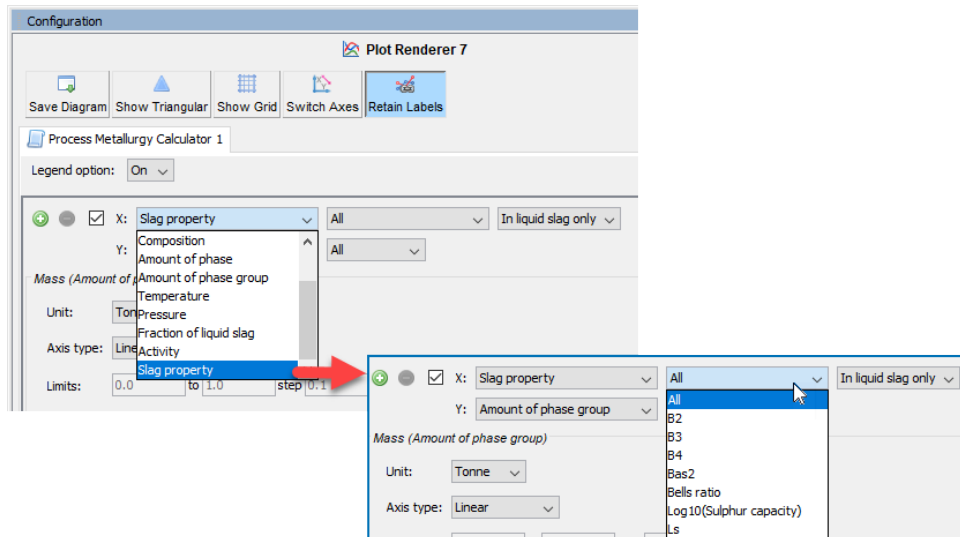 Configuration
Plot Renderer 7
Save Diagram Show Triangular Show Grid Switch Axes Retain Labels
Process Metallurgy Calculator 1
Legend option: On
X: Slag property All In liquid slag only
Y: All
Composition
Amount of phase
Amount of phase group
Temperature
Pressure
Fraction of liquid slag
Activity
Slag property
Mass (Amount of p
Unit: Ton
Axis type: Line
Limits: 0.0 to 1.0 step 0.1
X: Slag property All In liquid slag only
Y: Amount of phase group
All
B2
B3
B4
Bas2
Bells ratio
Log10(Sulphur capacity)
Ls
Mass (Amount of phase group)
Unit: Tonne
Axis type: Linear